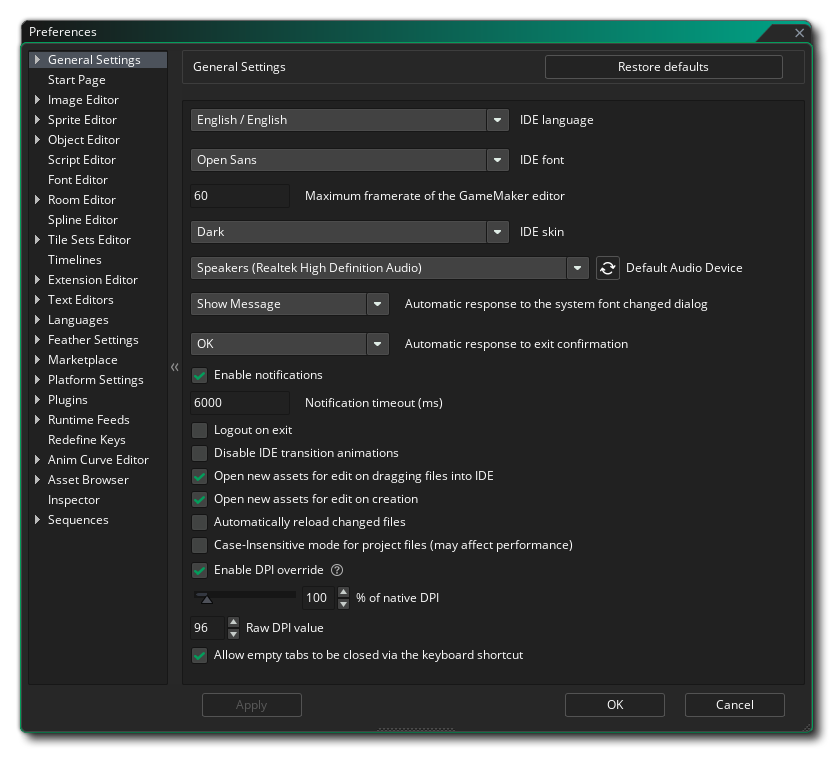 Preferences
General Settings
Start Page
Image Editor
Sprite Editor
Object Editor
Script Editor
Font Editor
Room Editor
Spline Editor
Tile Sets Editor
Timelines
Extension Editor
Text Editors
Languages
Feather Settings
Marketplace
Platform Settings
Plugins
Runtime Feeds
Redefine Keys
Anim Curve Editor
Asset Browser
Inspector
Sequences
General Settings Restore defaults
English / English IDE language
Open Sans IDE font
60 Maximum framerate of the GameMaker editor
Dark IDE skin
Speakers (Realtek High Definition Audio) Default Audio Device
Show Message Automatic response to the system font changed dialog
OK Automatic response to exit confirmation
Enable notifications
6000 Notification timeout (ms)
Logout on exit
Disable IDE transition animations
Open new assets for edit on dragging files into IDE
Open new assets for edit on creation
Automatically reload changed files
Case-Insensitive mode for project files (may affect performance)
Enable DPI override ?
100 % of native DPI
96 Raw DPI value
Allow empty tabs to be closed via the keyboard shortcut
Apply OK Cancel